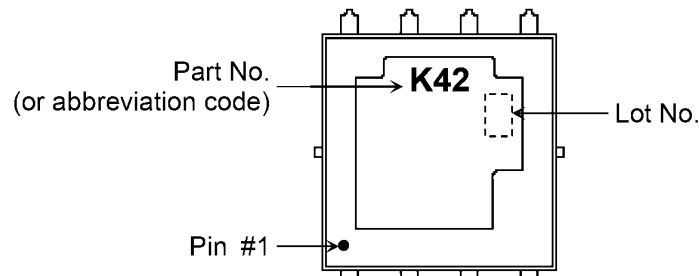 Part No.
(or abbreviation code)
K42
Lot No.
Pin #1